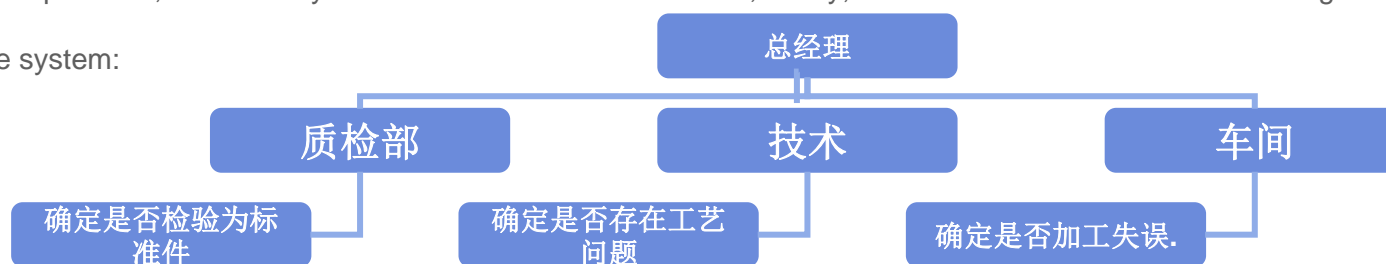 总经理
e system:
质检部
技术
车间
确定是否检验为标
准件
确定是否存在工艺
问题
确定是否加工失误.